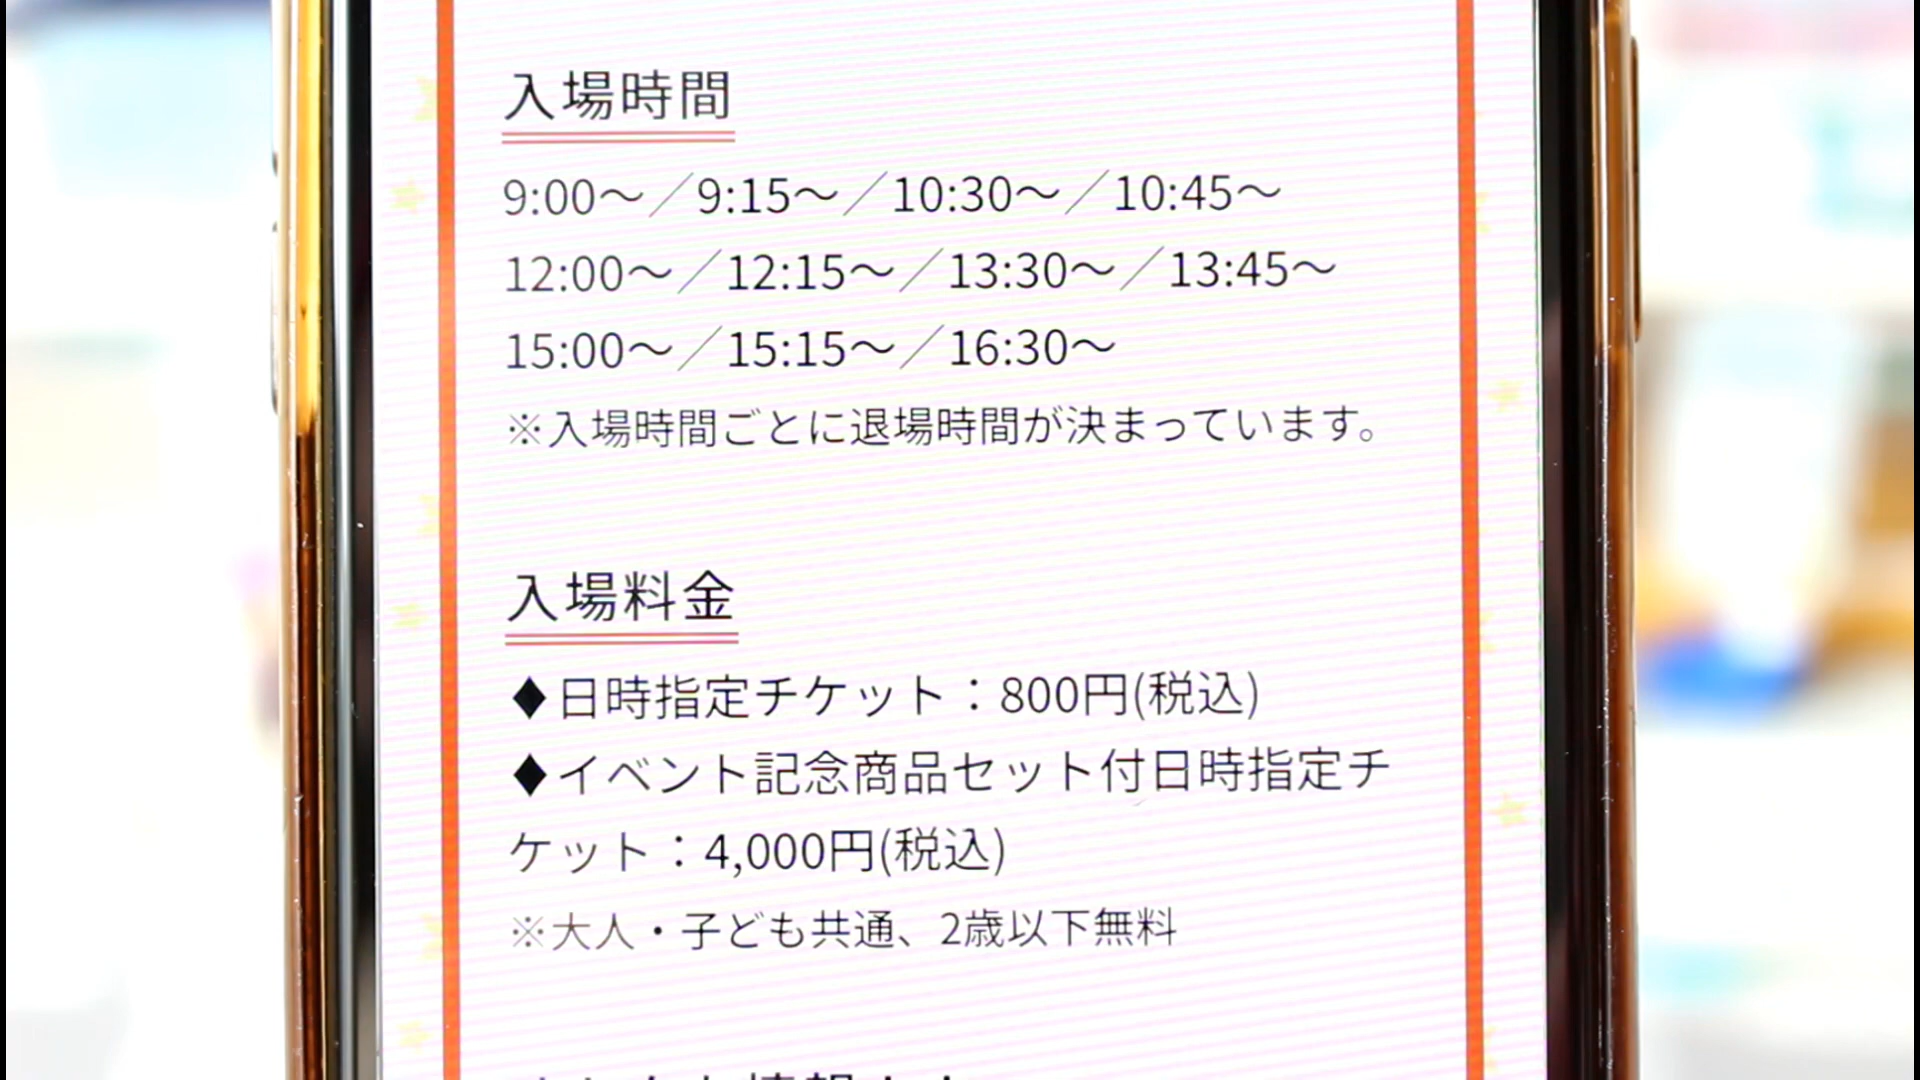 入場時間
9:00〜／9:15〜／10:30〜／10:45〜
12:00〜／12:15〜／13:30〜／13:45〜
15:00〜／15:15〜／16:30〜
※入場時間ごとに退場時間が決まっています。
入場料金
♦日時指定チケット：800円(税込)
♦イベント記念商品セット付日時指定チ
ケット：4,000円(税込)
※大人・子ども共通、2歳以下無料